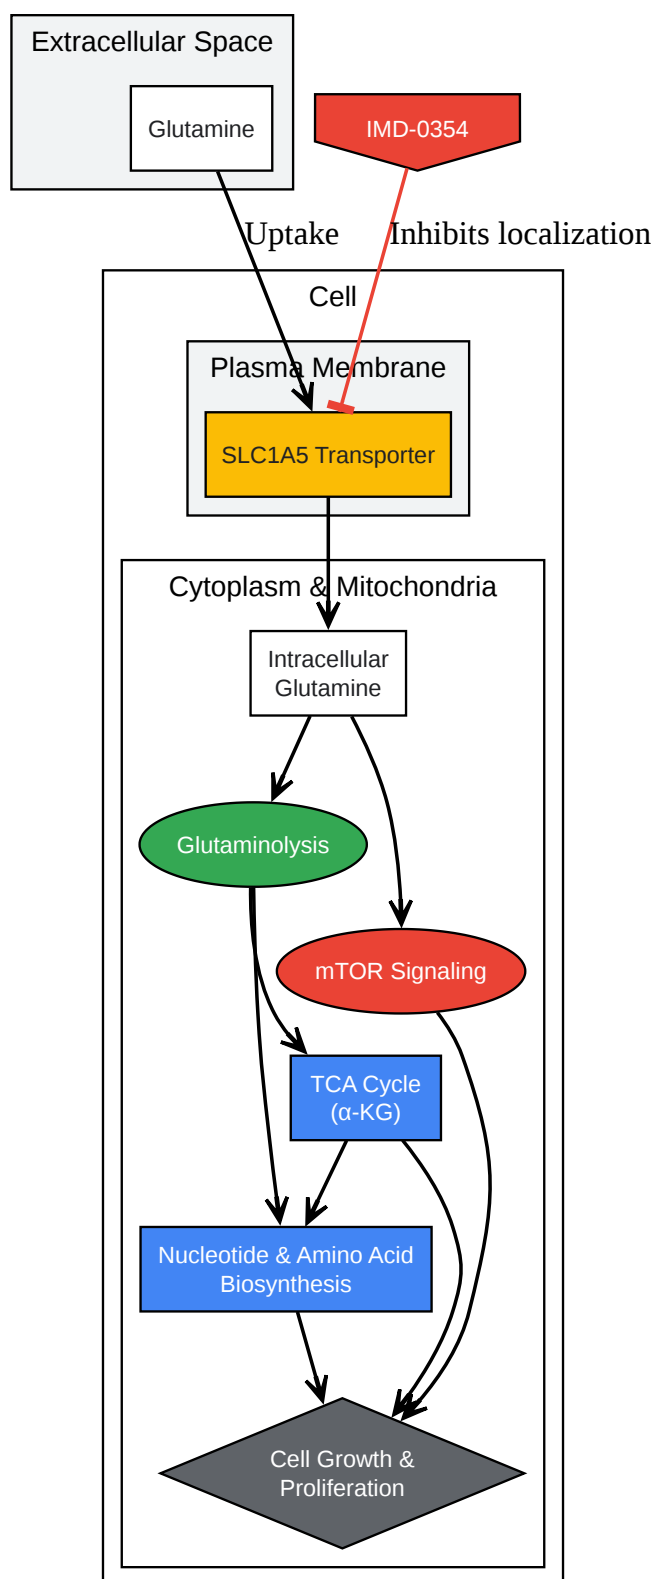 Extracellular Space
Glutamine
IMD-0354
Uptake
Inhibits localization
Cell
Plasma Membrane
SLC1A5 Transporter
Cytoplasm & Mitochondria
Intracellular
Glutamine
Glutaminolysis
mTOR Signaling
TCA Cycle
(α-KG)
Nucleotide & Amino Acid
Biosynthesis
Cell Growth &
Proliferation